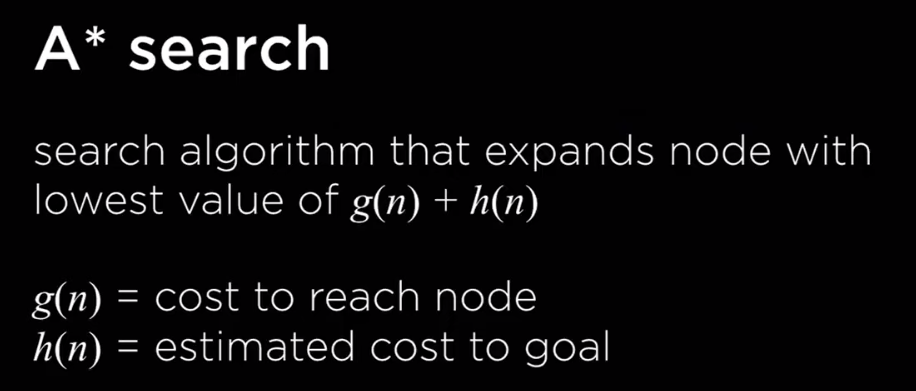 A* search
search algorithm that expands node with
lowest value of g(n) + h(n)
g(n) = cost to reach node
h(n) = estimated cost to goal